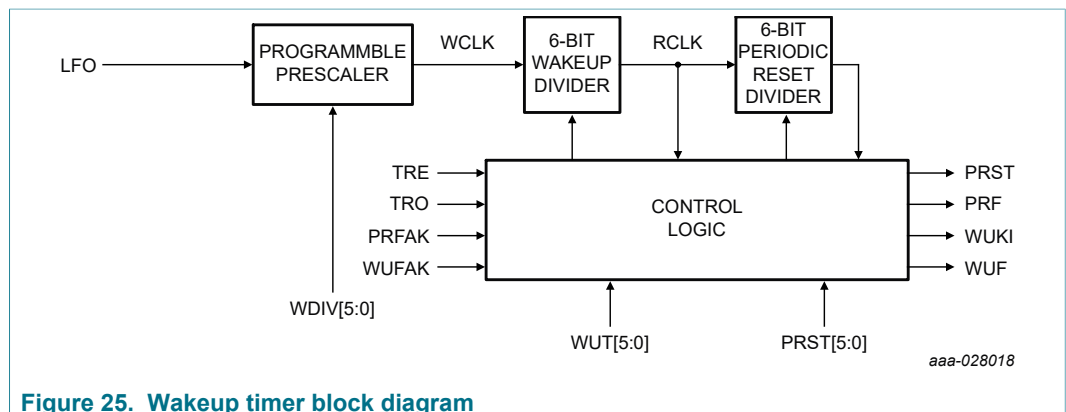 LFO
PROGRAMMBLE
PRESCALER
WCLK
6-BIT
WAKEUP
DIVIDER
RCLK
6-BIT
PERIODIC
RESET
DIVIDER
TRE
TRO
PRFAK
WUFAK
CONTROL
LOGIC
PRST
PRF
WUKI
WUF
WDIV[5:0]
WUT[5:0]
PRST[5:0]
aaa-028018
Figure 25. Wakeup timer block diagram